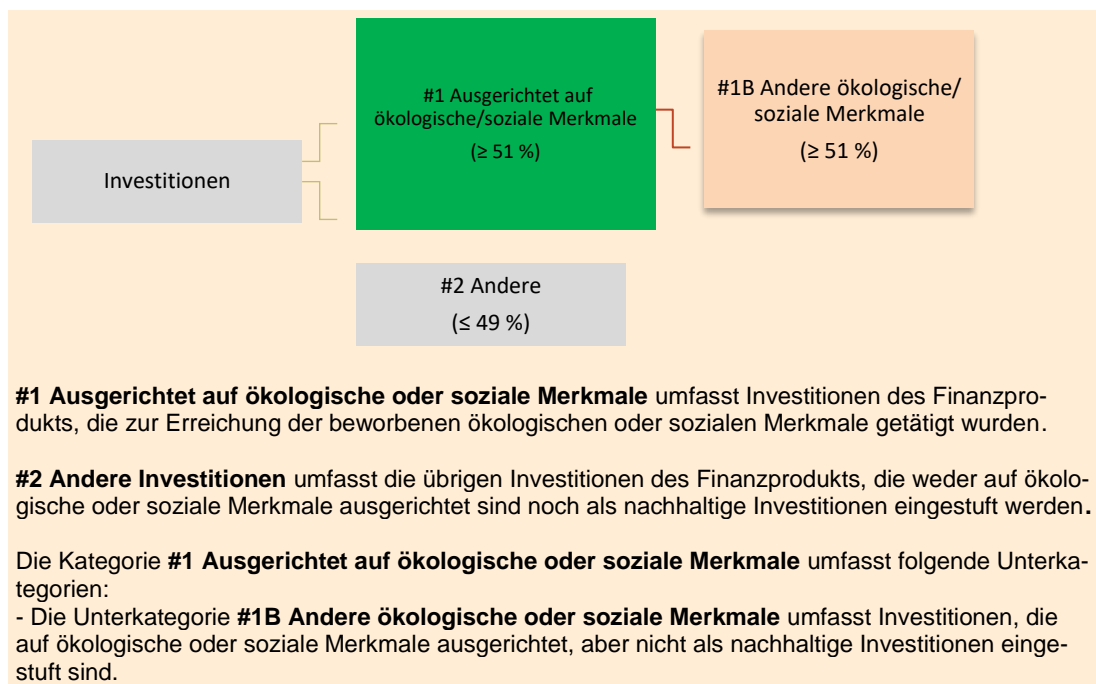 #1 Ausgerichtet auf
ökologische/soziale Merkmale
(≥ 51 %)
#1B Andere ökologische/
soziale Merkmale
(≥ 51 %)
Investitionen
#2 Andere
(≤ 49 %)
#1 Ausgerichtet auf ökologische oder soziale Merkmale umfasst Investitionen des Finanzpro-
dukts, die zur Erreichung der beworbenen ökologischen oder sozialen Merkmale getätigt wurden.
#2 Andere Investitionen umfasst die übrigen Investitionen des Finanzprodukts, die weder auf ökolo-
gische oder soziale Merkmale ausgerichtet sind noch als nachhaltige Investitionen eingestuft werden.
Die Kategorie #1 Ausgerichtet auf ökologische oder soziale Merkmale umfasst folgende Unterka-
tegorien:
- Die Unterkategorie #1B Andere ökologische oder soziale Merkmale umfasst Investitionen, die
auf ökologische oder soziale Merkmale ausgerichtet, aber nicht als nachhaltige Investitionen einge-
stuft sind.